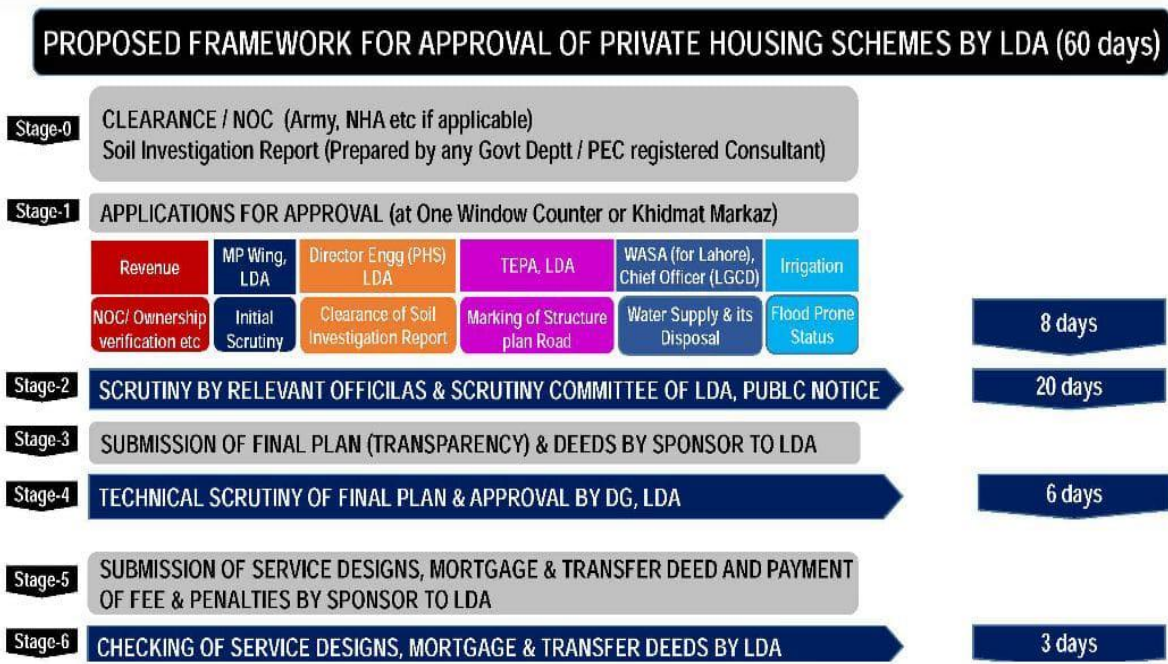 PROPOSED FRAMEWORK FOR APPROVAL OF PRIVATE HOUSING SCHEMES BY LDA (60 days)
Stage-0
CLEARANCE / NOC (Army, NHA etc if applicable)
Soil Investigation Report (Prepared by any Govt Deptt / PEC registered Consultant)
Stage-1
APPLICATIONS FOR APPROVAL (at One Window Counter or Khidmat Markaz)
Revenue
MP Wing,
LDA
Director Engg (PHS)
LDA
TEPA, LDA
WASA (for Lahore),
Chief Officer (LGCD)
Irrigation
NOC/ Ownership
verification etc
Initial
Scrutiny
Clearance of Soil
Investigation Report
Marking of Structure
plan Road
Water Supply & its
Disposal
Flood Prone
Status
8 days
Stage-2
SCRUTINY BY RELEVANT OFFICILAS & SCRUTINY COMMITTEE OF LDA, PUBLC NOTICE
20 days
Stage-3
SUBMISSION OF FINAL PLAN (TRANSPARENCY) & DEEDS BY SPONSOR TO LDA
Stage-4
TECHNICAL SCRUTINY OF FINAL PLAN & APPROVAL BY DG, LDA
6 days
Stage-5
SUBMISSION OF SERVICE DESIGNS, MORTGAGE & TRANSFER DEED AND PAYMENT
OF FEE & PENALTIES BY SPONSOR TO LDA
Stage-6
CHECKING OF SERVICE DESIGNS, MORTGAGE & TRANSFER DEEDS BY LDA
3 days